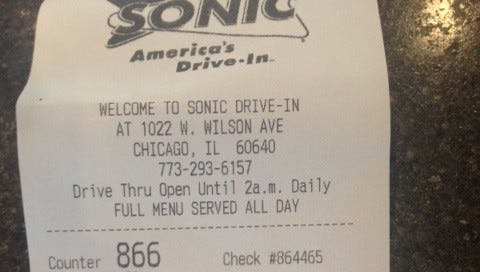 SONIC
America's
Drive-In
WELCOME TO SONIC DRIVE-IN
AT 1022 W. WILSON AVE
CHICAGO, IL 60640
773-293-6157
Drive Thru Open Until 2a.m. Daily
FULL MENU SERVED ALL DAY
Counter 866 Check #864465